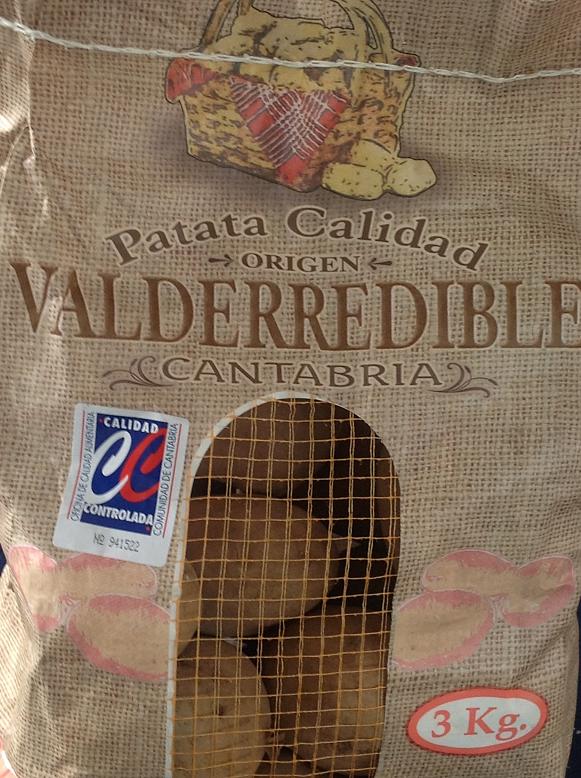 Patata Calidad
ORIGEN
VALDERREDIBLE
CANTABRIA
CALIDAD
CC
CONTROLADA
OFICINA DE CALIDAD ALIMENTARIA
COMUNIDAD DE CANTABRIA
Nº 941522
3 Kg.